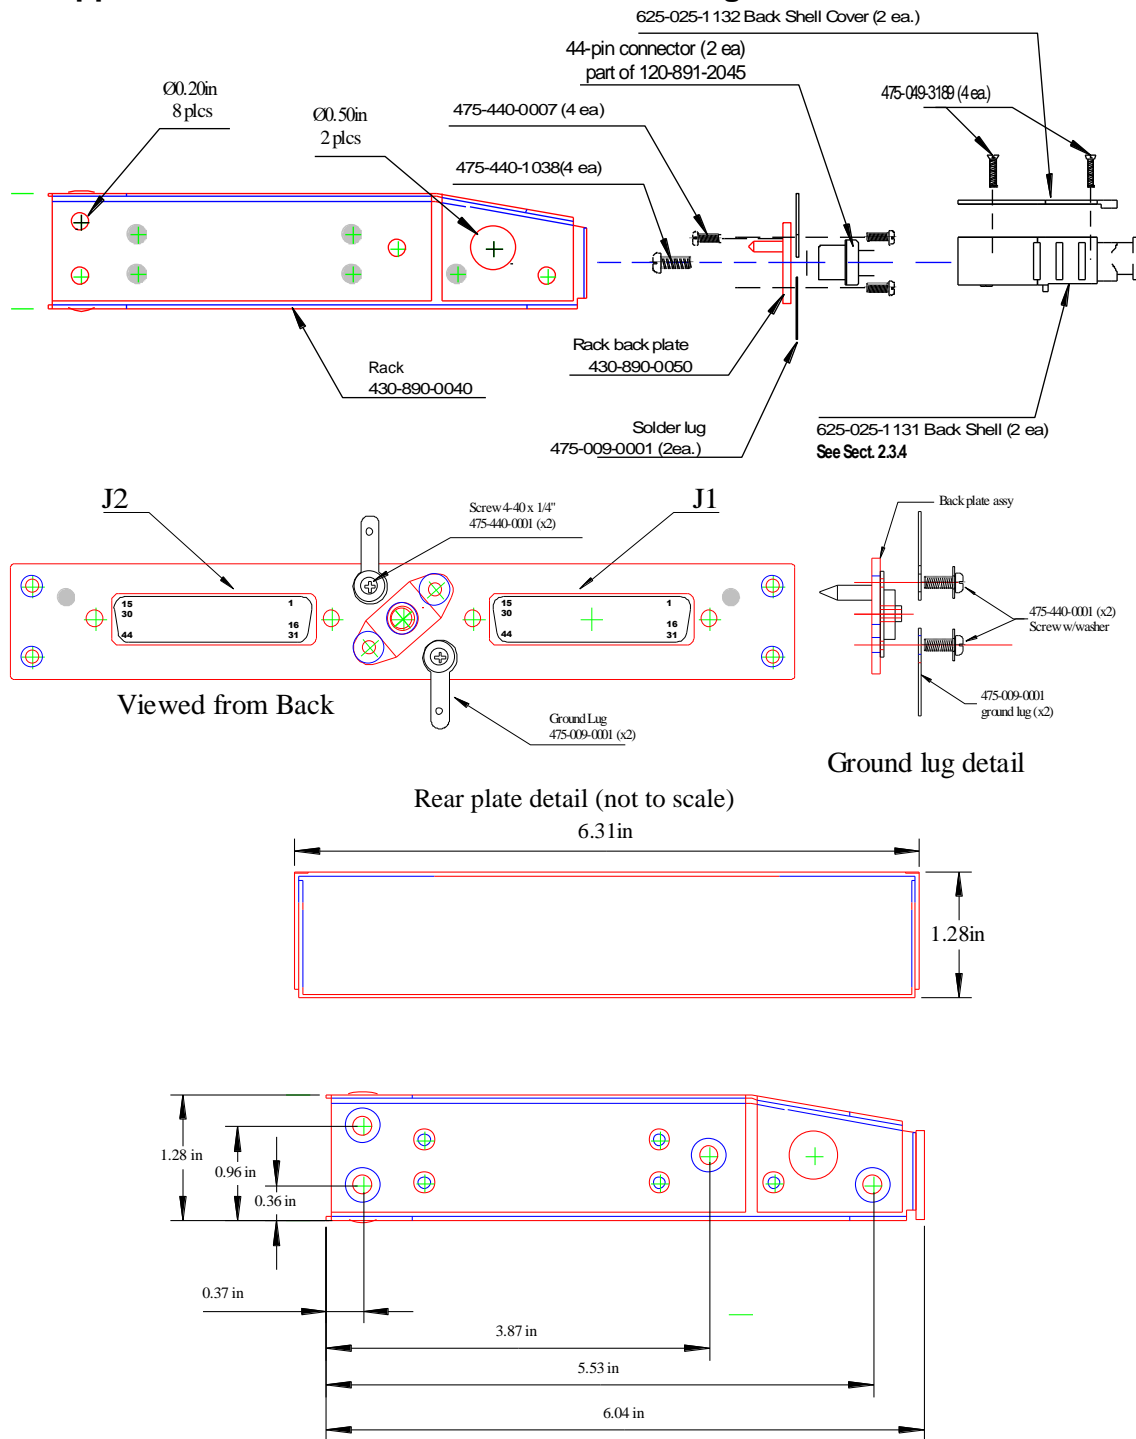 625-025-1132 Back Shell Cover (2 ea.)
44-pin connector (2 ea)
part of 120-891-2045
475-049-3189 (4 ea.)
Ø0.20in
8 plcs
Ø0.50in
2 plcs
475-440-0007 (4 ea)
475-440-1038(4 ea)
Rack
430-890-0040
Rack back plate
430-890-0050
Solder lug
475-009-0001 (2ea.)
625-025-1131 Back Shell (2 ea)
See Sect. 2.3.4
J2
Screw 4-40 x 1/4"
475-440-0001 (x2)
J1
Back plate assy
15
30
44
1
16
31
15
30
44
1
16
31
475-440-0001 (x2)
Screw w/washer
Viewed from Back
Ground Lug
475-009-0001 (x2)
475-009-0001
ground lug (x2)
Ground lug detail
Rear plate detail (not to scale)
6.31in
1.28in
1.28 in
0.96 in
0.36 in
0.37 in
3.87 in
5.53 in
6.04 in